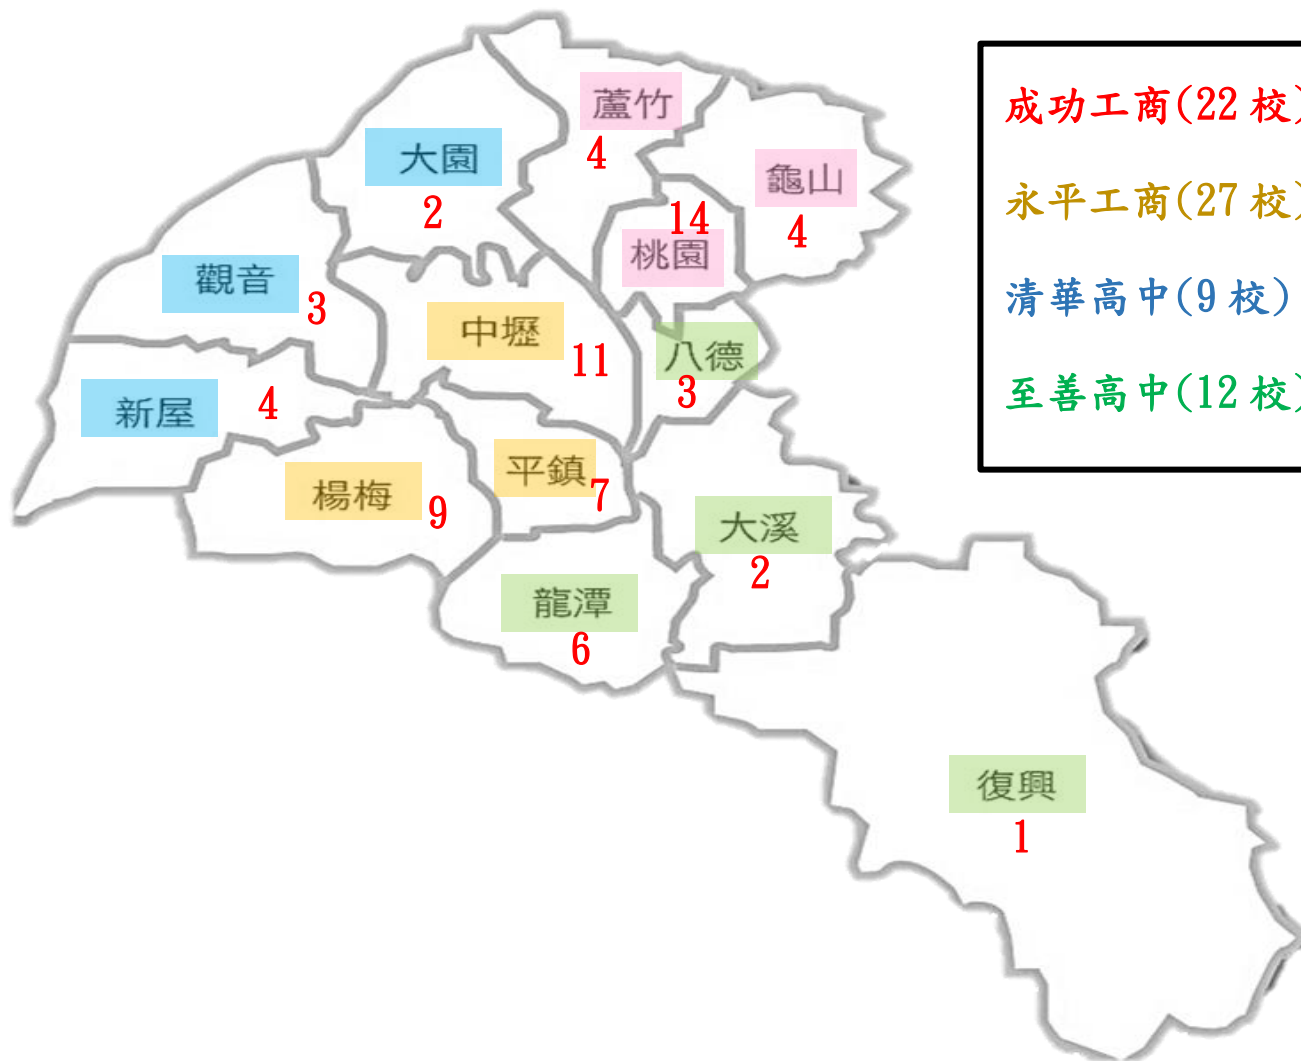 蘆竹
4
大園
2
龜山
4
14
桃園
觀音
3
中壢
11
八德
3
新屋
4
平鎮
7
楊梅
9
大溪
2
龍潭
6
復興
1
成功工商(22 校)
永平工商(27 校)
清華高中(9 校)
至善高中(12 校)